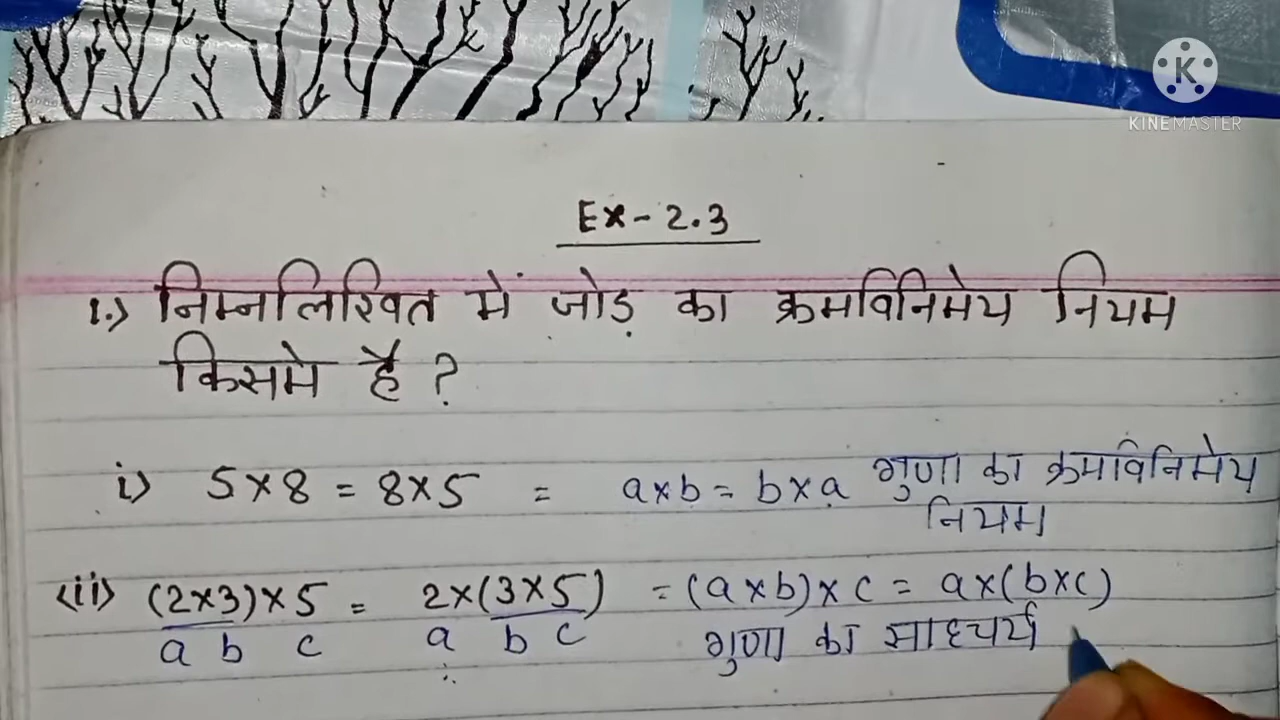 KINEMASTER
Ex - 2.3
1.) निम्नलिखित में जोड़ का क्रमविनिमेय नियम
किसमे है ?
i) 5 × 8 = 8 × 5 = a × b = b × a गुणा का क्रमविनिमेय
नियम
(ii) (2 × 3) × 5 = 2 × (3 × 5) = (a × b) × c = a × (b × c)
a b c a b c गुणा का साहचर्य